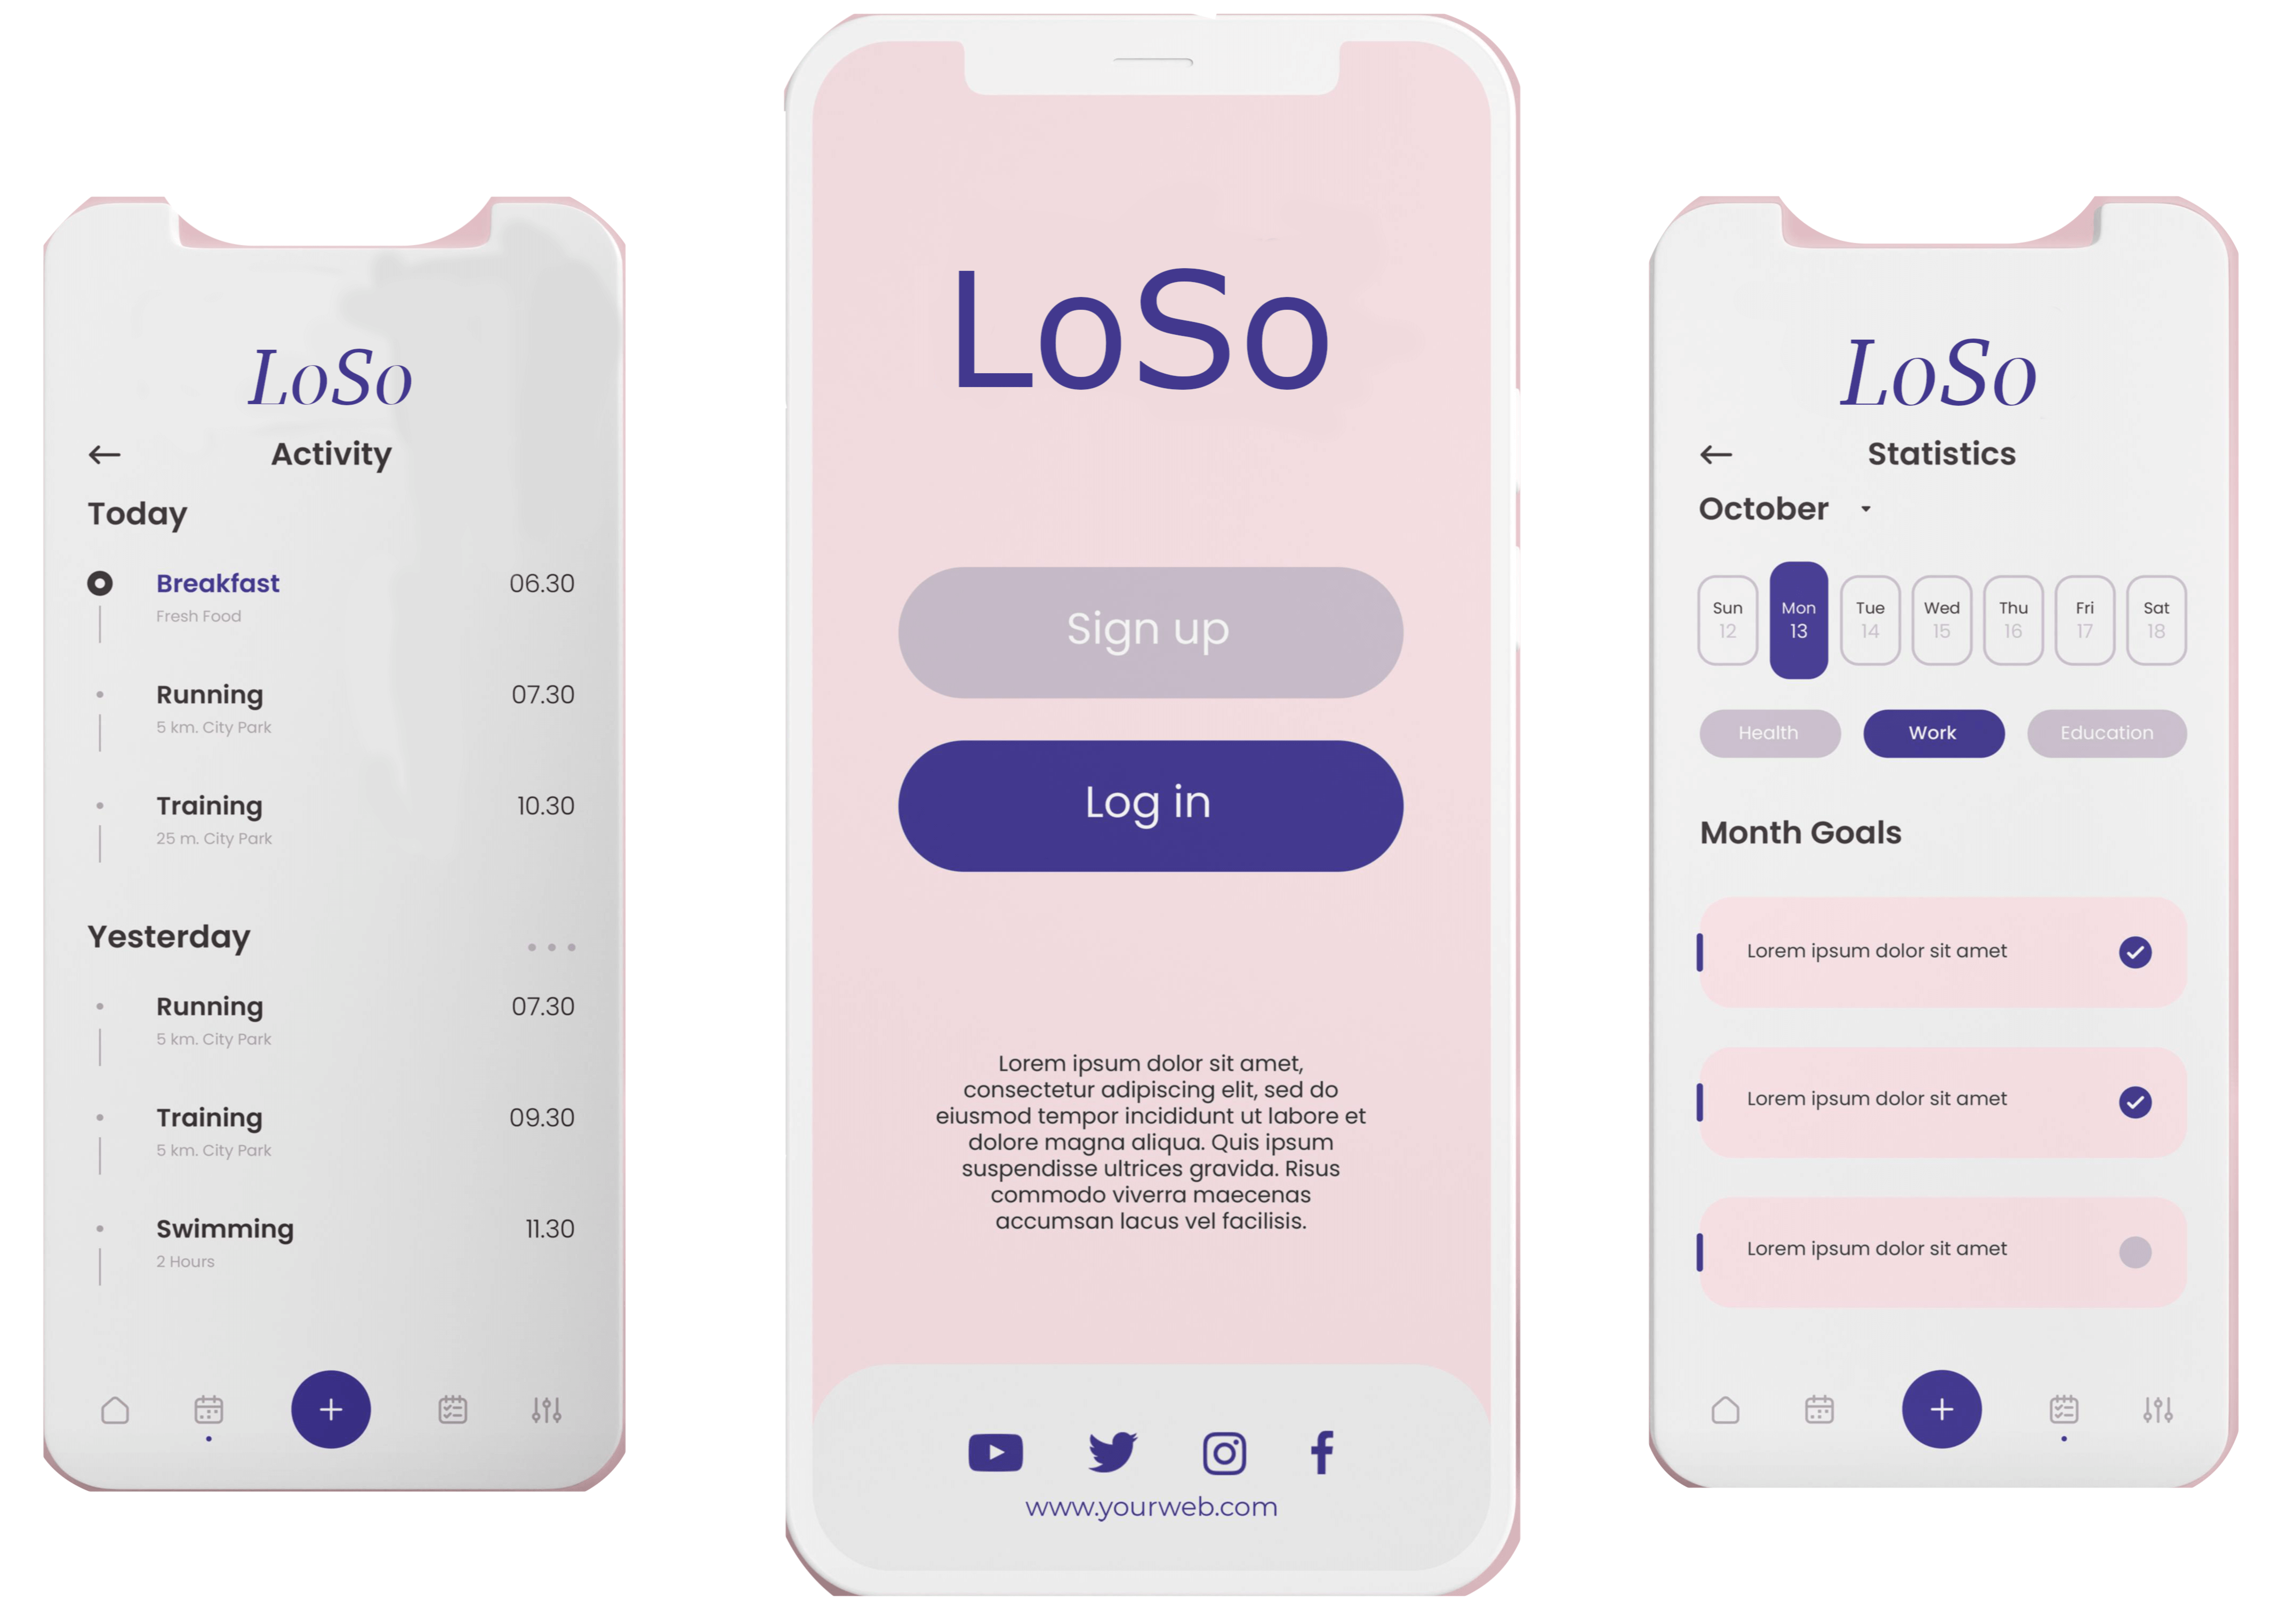 LoSo
Activity
Today
Breakfast 06.30
Fresh Food
Running 07.30
5 km. City Park
Training 10.30
25 m. City Park
Yesterday
Running 07.30
5 km. City Park
Training 09.30
5 km. City Park
Swimming 11.30
2 Hours
LoSo
Sign up
Log in
Lorem ipsum dolor sit amet,
consectetur adipiscing elit, sed do
eiusmod tempor incididunt ut labore et
dolore magna aliqua. Quis ipsum
suspendisse ultrices gravida. Risus
commodo viverra maecenas
accumsan lacus vel facilisis.
www.yourweb.com
LoSo
Statistics
October
Sun Mon Tue Wed Thu Fri Sat
12 13 14 15 16 17 18
Health Work Education
Month Goals
Lorem ipsum dolor sit amet
Lorem ipsum dolor sit amet
Lorem ipsum dolor sit amet